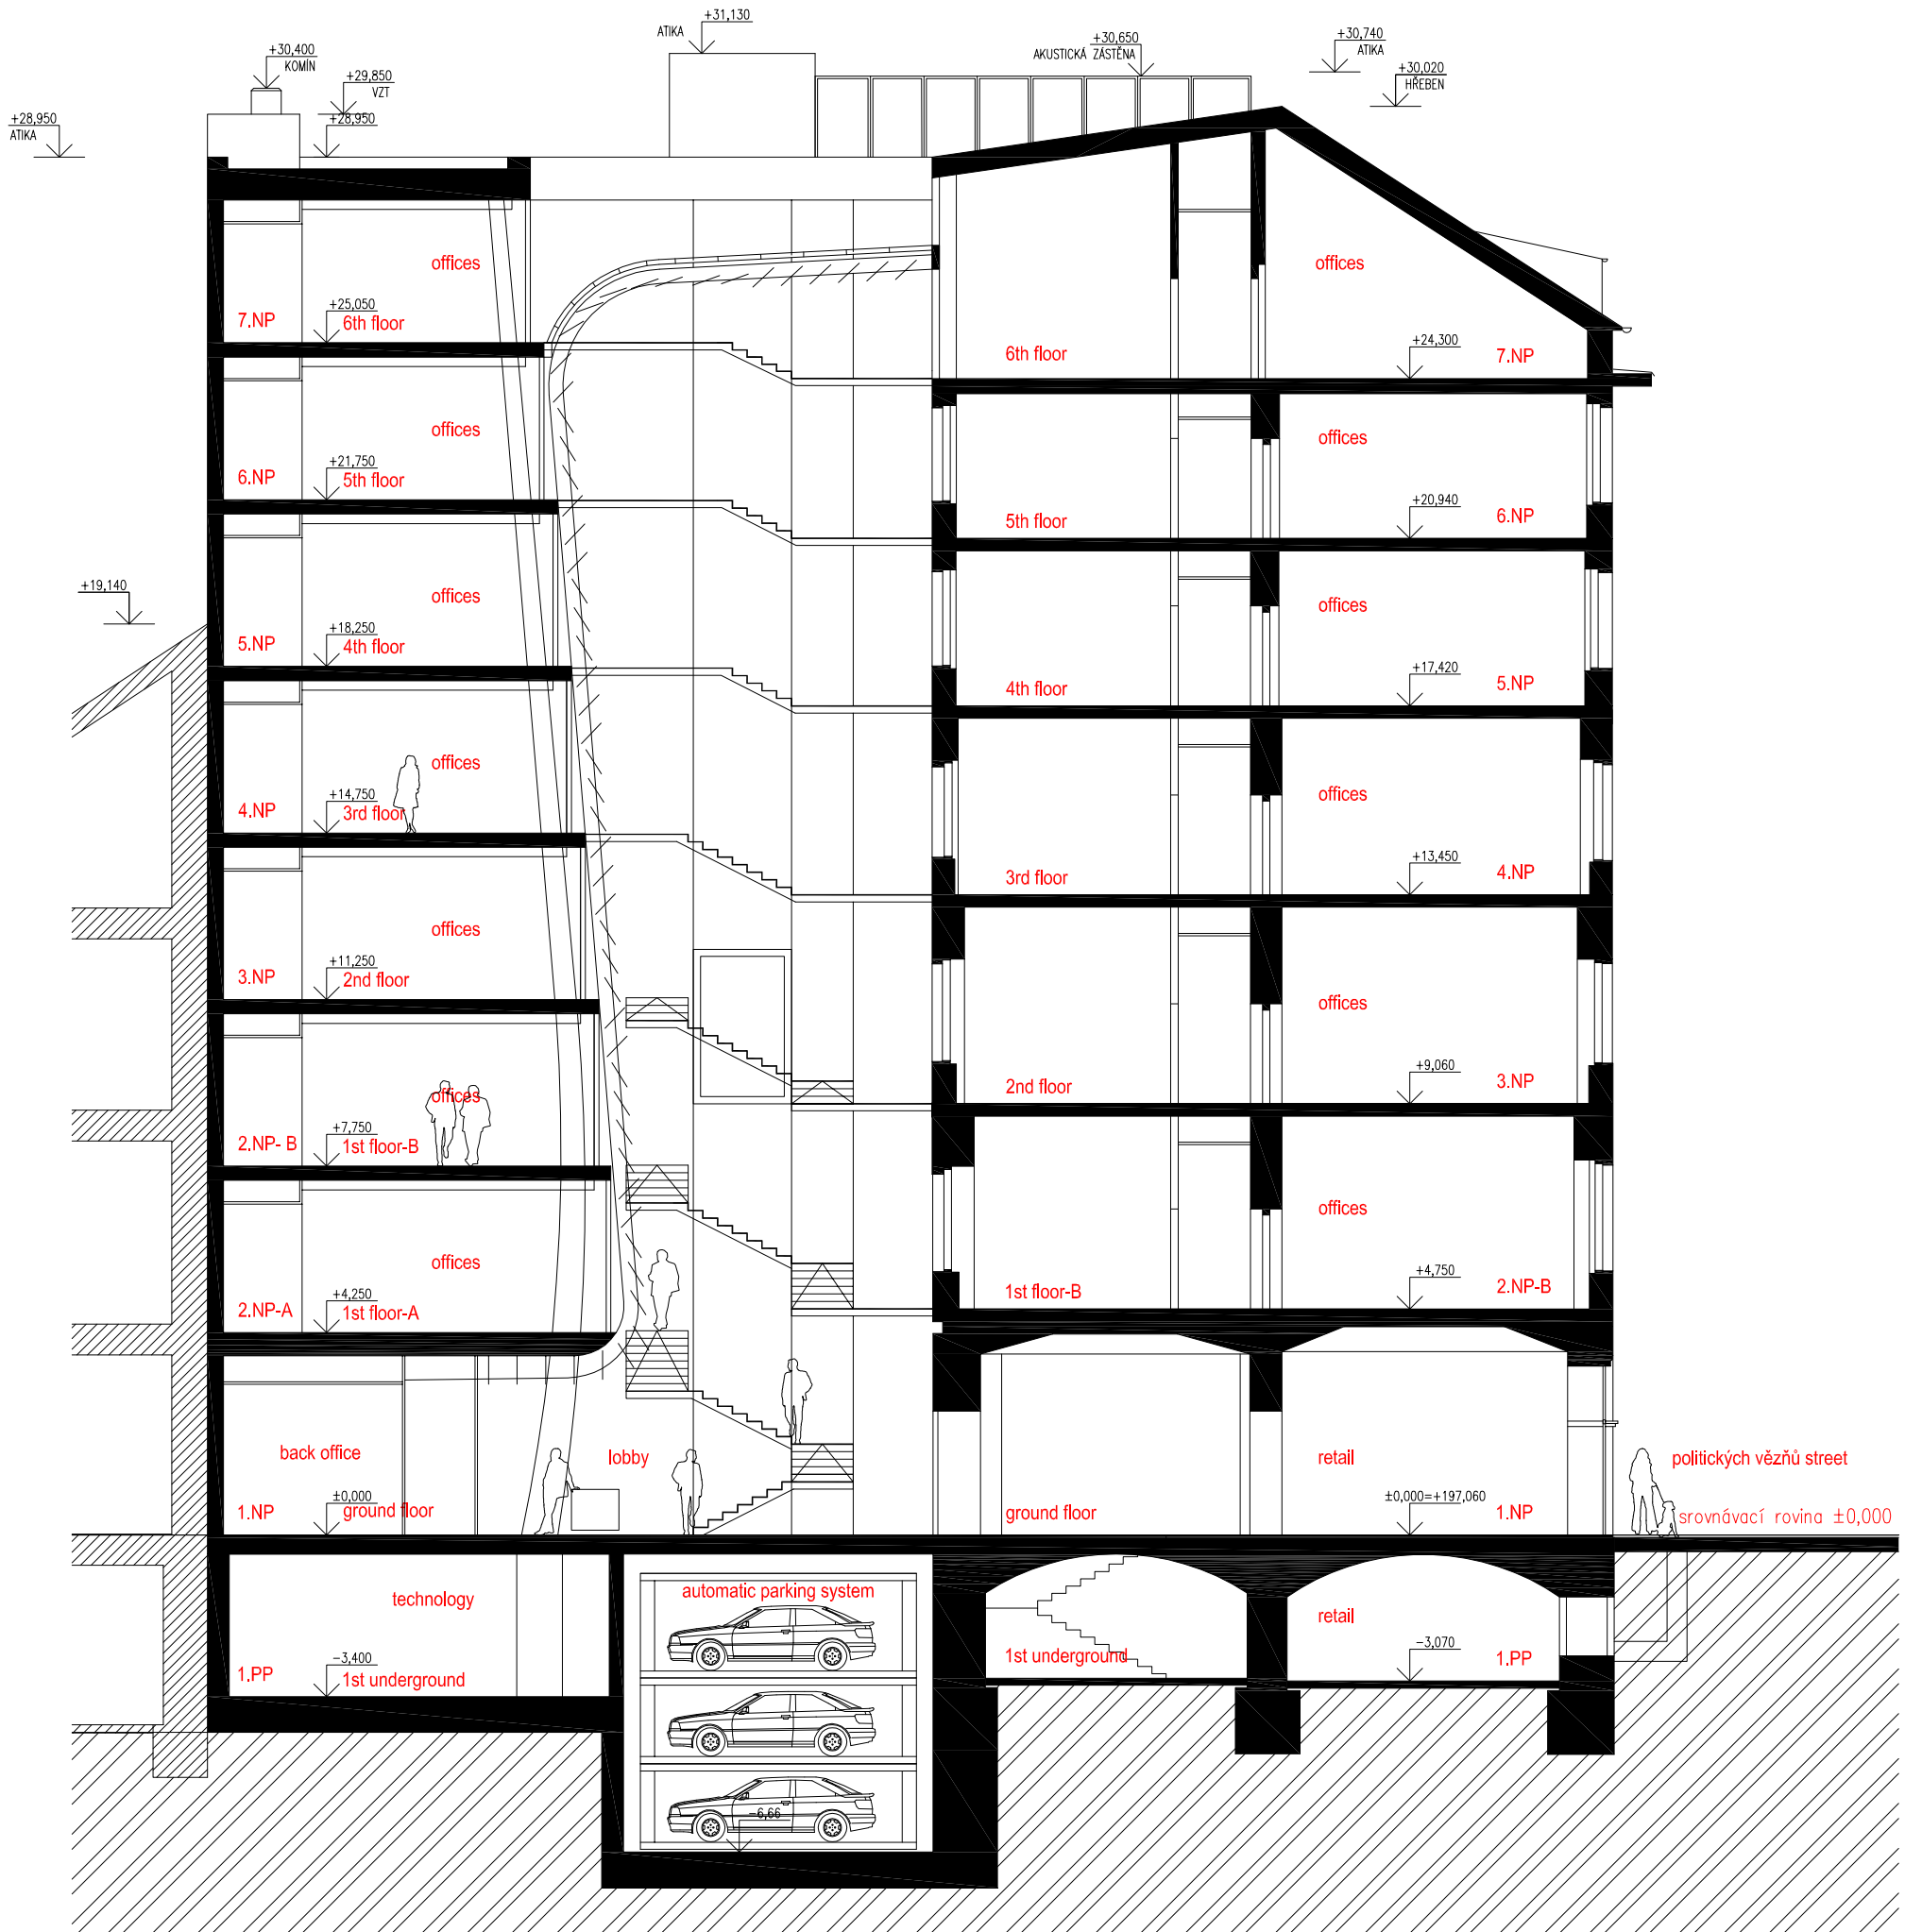 +31,130
ATIKA
+30,400
KOMÍN
+29,850
VZT
+28,950
+28,950
ATIKA
+30,650
AKUSTICKÁ ZÁSTĚNA
+30,740
ATIKA
+30,020
HŘEBEN
offices
offices
7.NP
+25,050
6th floor
6th floor
+24,300
7.NP
offices
offices
6.NP
+21,750
5th floor
5th floor
+20,940
6.NP
+19,140
offices
offices
5.NP
+18,250
4th floor
4th floor
+17,420
5.NP
offices
offices
4.NP
+14,750
3rd floor
3rd floor
+13,450
4.NP
offices
offices
3.NP
+11,250
2nd floor
2nd floor
+9,060
3.NP
offices
offices
2.NP- B
+7,750
1st floor-B
1st floor-B
+4,750
2.NP-B
offices
2.NP-A
+4,250
1st floor-A
back office
lobby
retail
politických vězňů street
1.NP
±0,000
ground floor
ground floor
±0,000=+197,060
1.NP
srovnávací rovina ±0,000
technology
automatic parking system
retail
1.PP
-3,400
1st underground
1st underground
-3,070
1.PP
-6,66